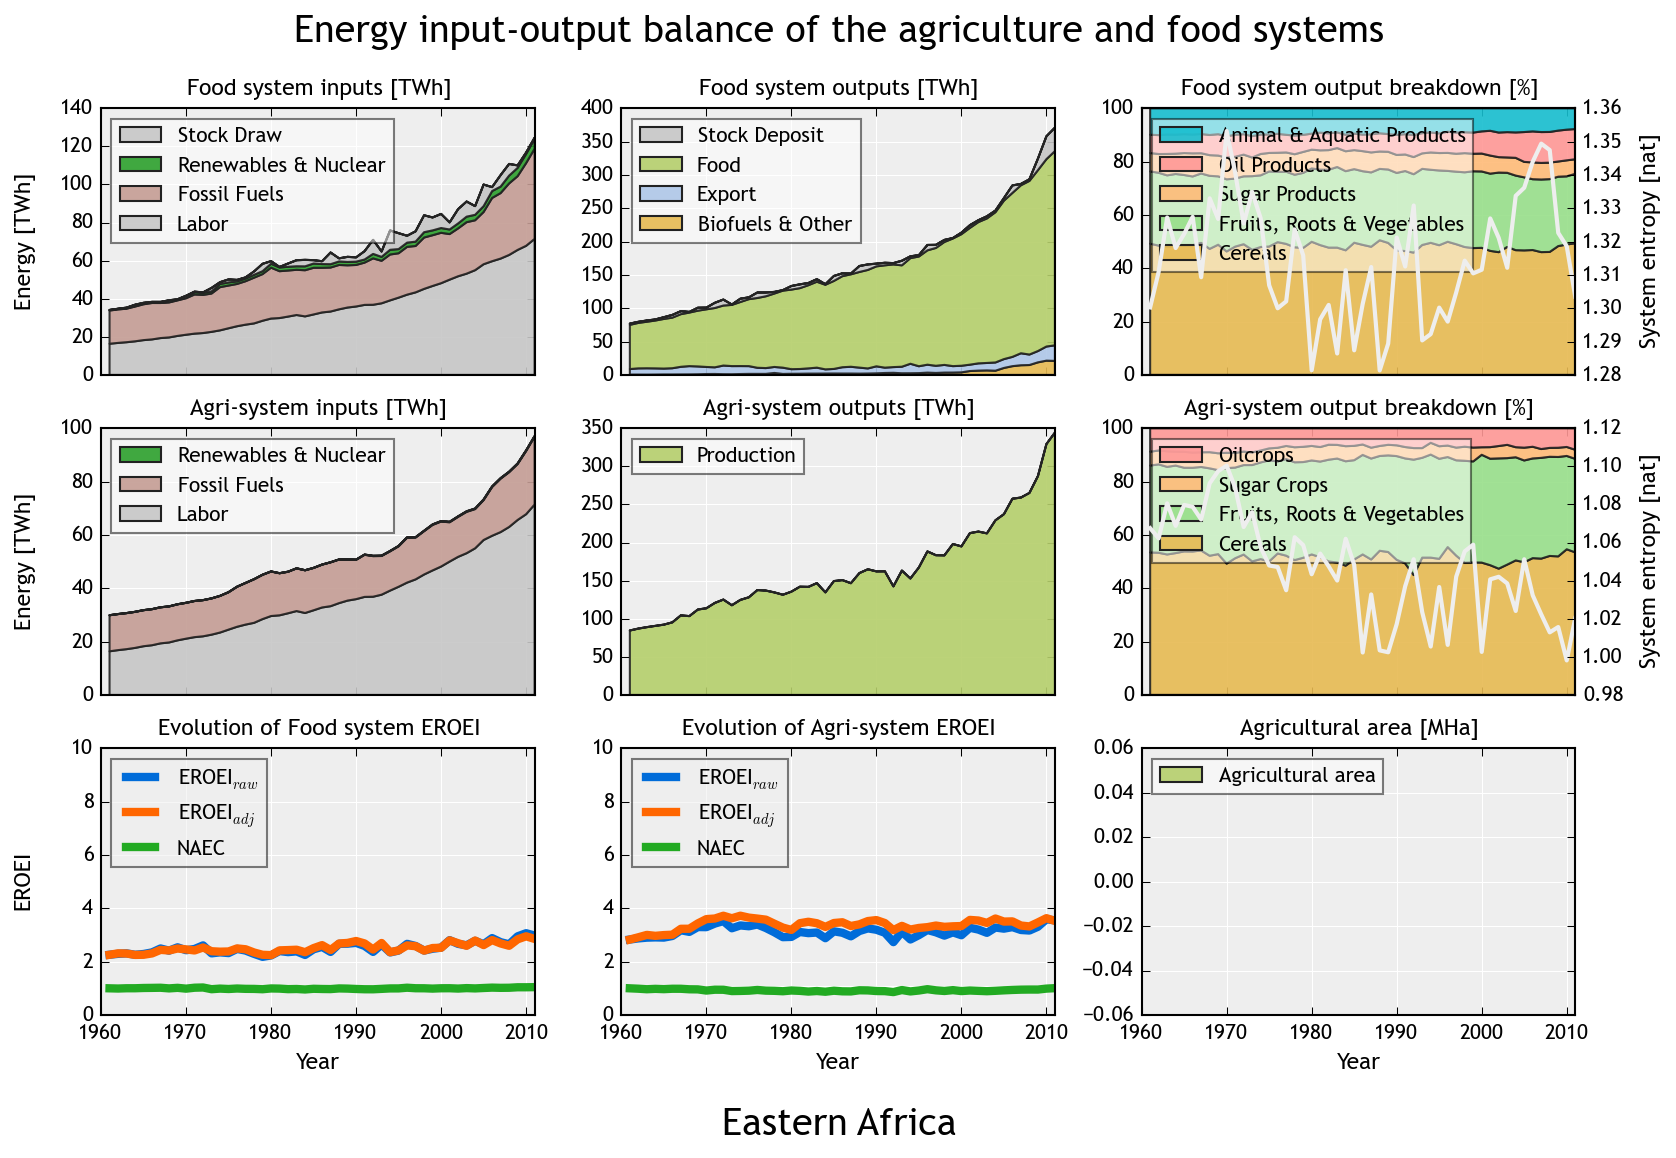 Energy input-output balance of the agriculture and food systems
Food system inputs [TWh]
Energy [TWh]
140
120
100
80
60
40
20
0
Stock Draw
Renewables & Nuclear
Fossil Fuels
Labor
Food system outputs [TWh]
400
350
300
250
200
150
100
50
0
Stock Deposit
Food
Export
Biofuels & Other
Food system output breakdown [%]
100
80
60
40
20
0
Animal & Aquatic Products
Oil Products
Sugar Products
Fruits, Roots & Vegetables
Cereals
1.36
1.35
1.34
1.33
1.32
1.31
1.30
1.29
1.28
System entropy [nat]
Agri-system inputs [TWh]
Energy [TWh]
100
80
60
40
20
0
Renewables & Nuclear
Fossil Fuels
Labor
Agri-system outputs [TWh]
350
300
250
200
150
100
50
0
Production
Agri-system output breakdown [%]
100
80
60
40
20
0
Oilcrops
Sugar Crops
Fruits, Roots & Vegetables
Cereals
1.12
1.10
1.08
1.06
1.04
1.02
1.00
0.98
System entropy [nat]
Evolution of Food system EROEI
EROEI
10
8
6
4
2
0
EROEIraw
EROEIadj
NAEC
1960 1970 1980 1990 2000 2010
Year
Evolution of Agri-system EROEI
10
8
6
4
2
0
EROEIraw
EROEIadj
NAEC
1960 1970 1980 1990 2000 2010
Year
Agricultural area [MHa]
0.06
0.04
0.02
0.00
−0.02
−0.04
−0.06
Agricultural area
1960 1970 1980 1990 2000 2010
Year
Eastern Africa